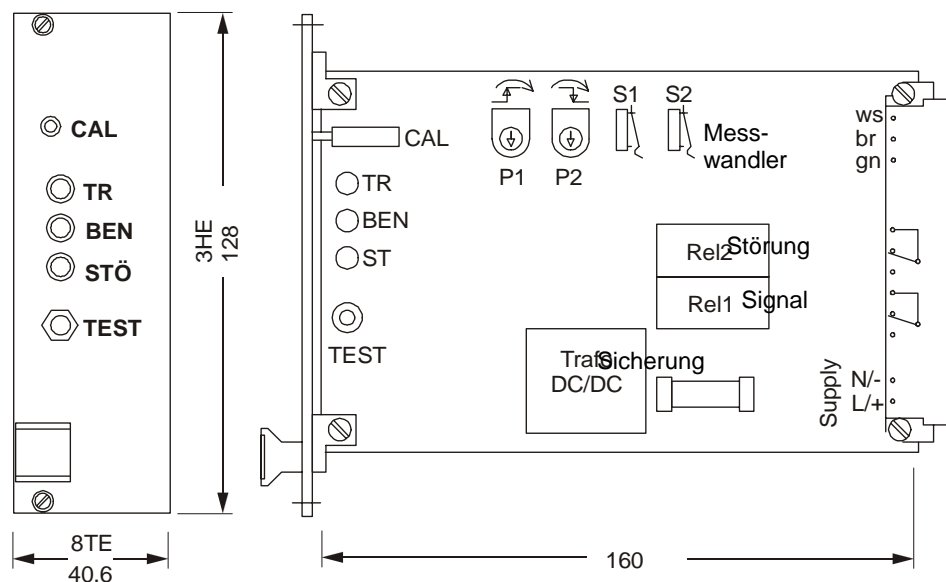 CAL
TR
BEN
STÖ
TEST
8TE
40.6
3HE
128
CAL
TR
BEN
ST
TEST
P1
P2
S1
S2
Mess-
wandler
ws
br
gn
Rel2 Störung
Rel1 Signal
Trafo Sicherung
DC/DC
Supply
N/-
L/+
160